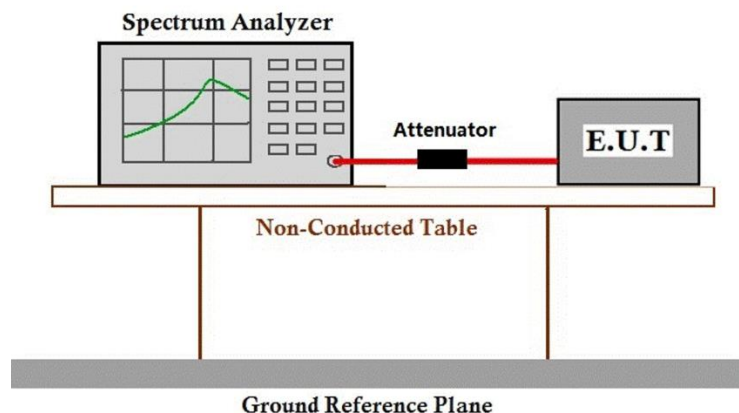 Spectrum Analyzer
Attenuator
E.U.T
Non-Conducted Table
Ground Reference Plane